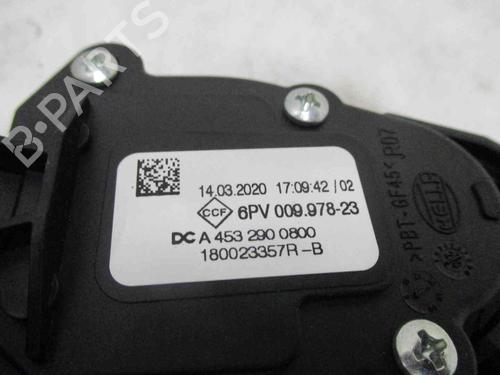 B-PARTS
14.03.2020 17:09:42 / 02
CCF 6PV 009.978-23
DC A 453 290 0800
180023357R -B
>PBT-GF45< R07
HELLA